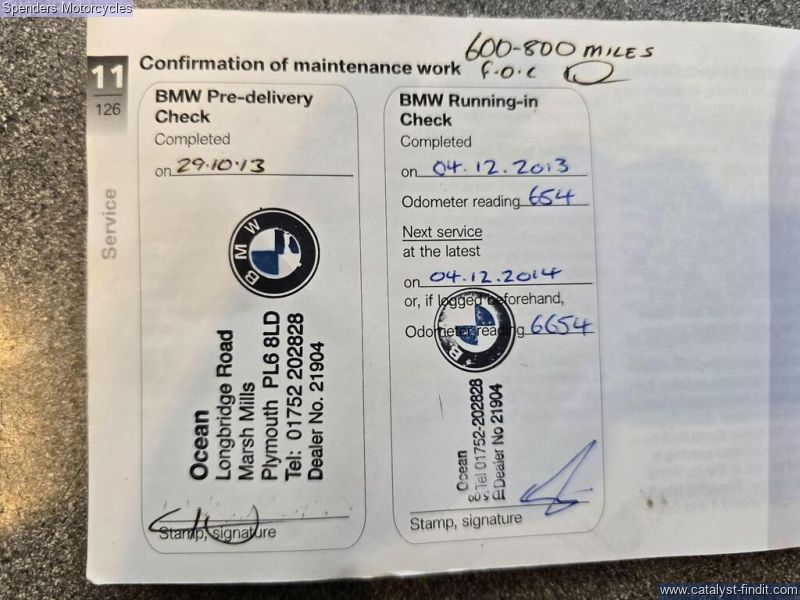 Spenders Motorcycles
11
126
Service
Confirmation of maintenance work
600-800 MILES
F.O.C
BMW Pre-delivery
Check
Completed
on 29.10.13
BMW
Ocean
Longbridge Road
Marsh Mills
Plymouth PL6 8LD
Tel: 01752 202828
Dealer No. 21904
Stamp, signature
BMW Running-in
Check
Completed
on 04.12.2013
Odometer reading 654
Next service
at the latest
on 04.12.2014
or, if logged beforehand,
Odometer reading 6654
Ocean
Tel 01752-202828
Dealer No 21904
Stamp, signature
www.catalyst-findit.com